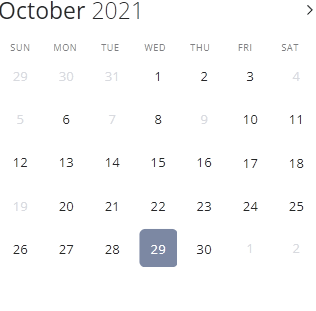 October 2021
SUN MON TUE WED THU FRI SAT
29 30 31 1 2 3 4
5 6 7 8 9 10 11
12 13 14 15 16 17 18
19 20 21 22 23 24 25
26 27 28 29 30 1 2